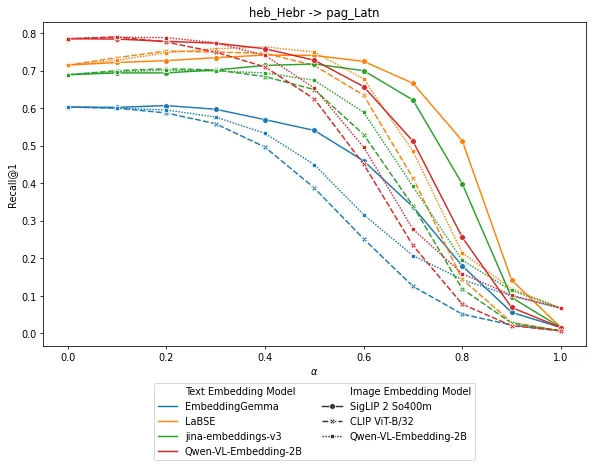 heb_Hebr -> pag_Latn
0.8
0.7
0.6
0.5
0.4
0.3
0.2
0.1
0.0
Recall@1
0.0 0.2 0.4 0.6 0.8 1.0
α
Text Embedding Model Image Embedding Model
EmbeddingGemma SigLIP 2 So400m
LaBSE CLIP ViT-B/32
jina-embeddings-v3 Qwen-VL-Embedding-2B
Qwen-VL-Embedding-2B